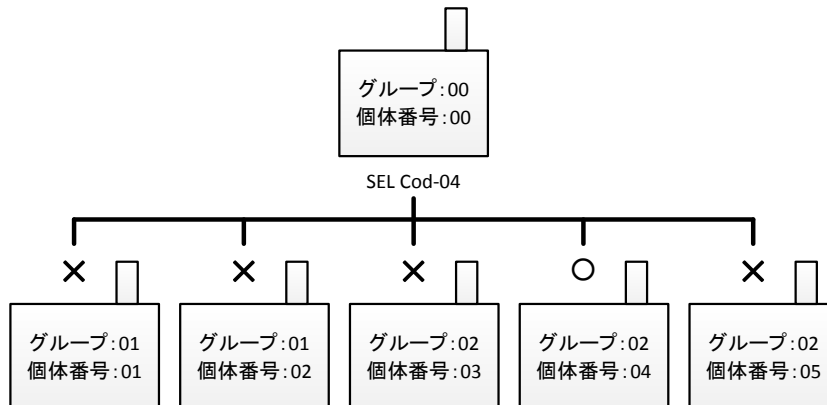 グループ:00
個体番号:00
SEL Cod-04
× × × ○ ×
グループ:01
個体番号:01
グループ:01
個体番号:02
グループ:02
個体番号:03
グループ:02
個体番号:04
グループ:02
個体番号:05